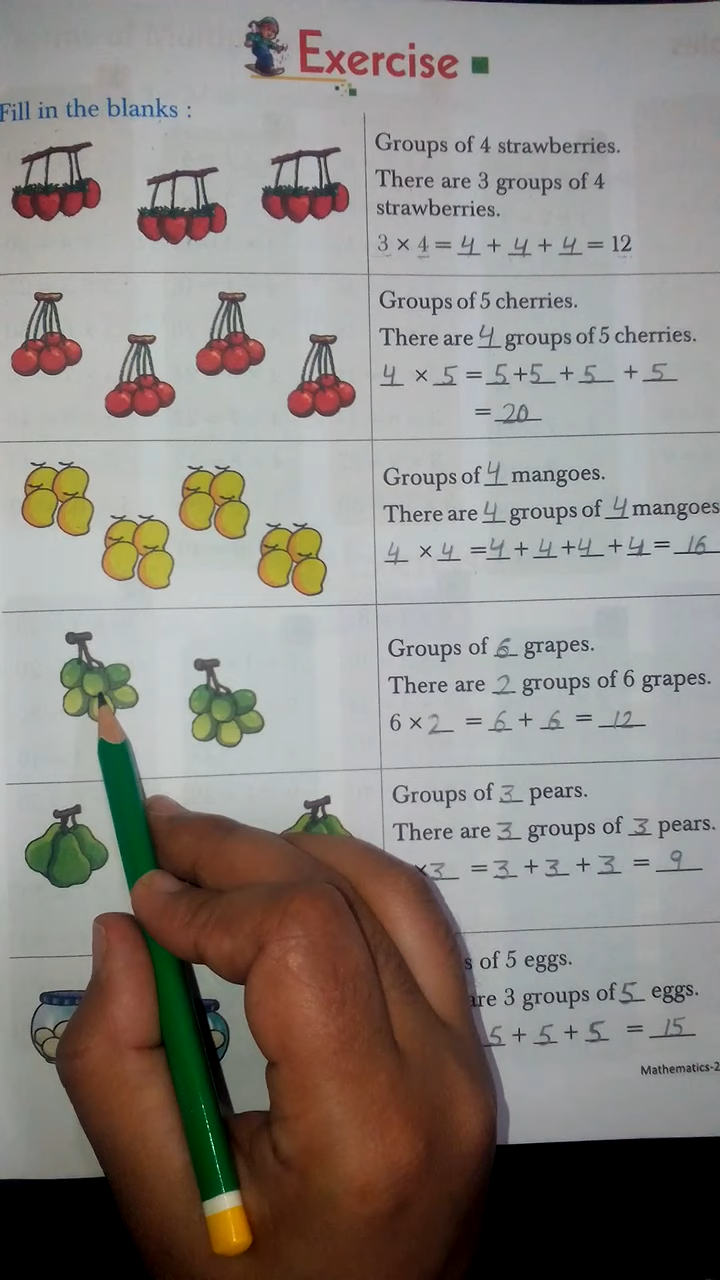 Exercise
Fill in the blanks :
Groups of 4 strawberries.
There are 3 groups of 4
strawberries.
3 × 4 = 4 + 4 + 4 = 12
Groups of 5 cherries.
There are 4 groups of 5 cherries.
4 × 5 = 5+5 + 5 + 5
= 20
Groups of 4 mangoes.
There are 4 groups of 4 mangoes
4 × 4 = 4 + 4 +4 + 4 = 16
Groups of 6 grapes.
There are 2 groups of 6 grapes.
6 × 2 = 6 + 6 = 12
Groups of 3 pears.
There are 3 groups of 3 pears.
×3 = 3 + 3 + 3 = 9
s of 5 eggs.
are 3 groups of 5 eggs.
5 + 5 + 5 = 15
Mathematics-2